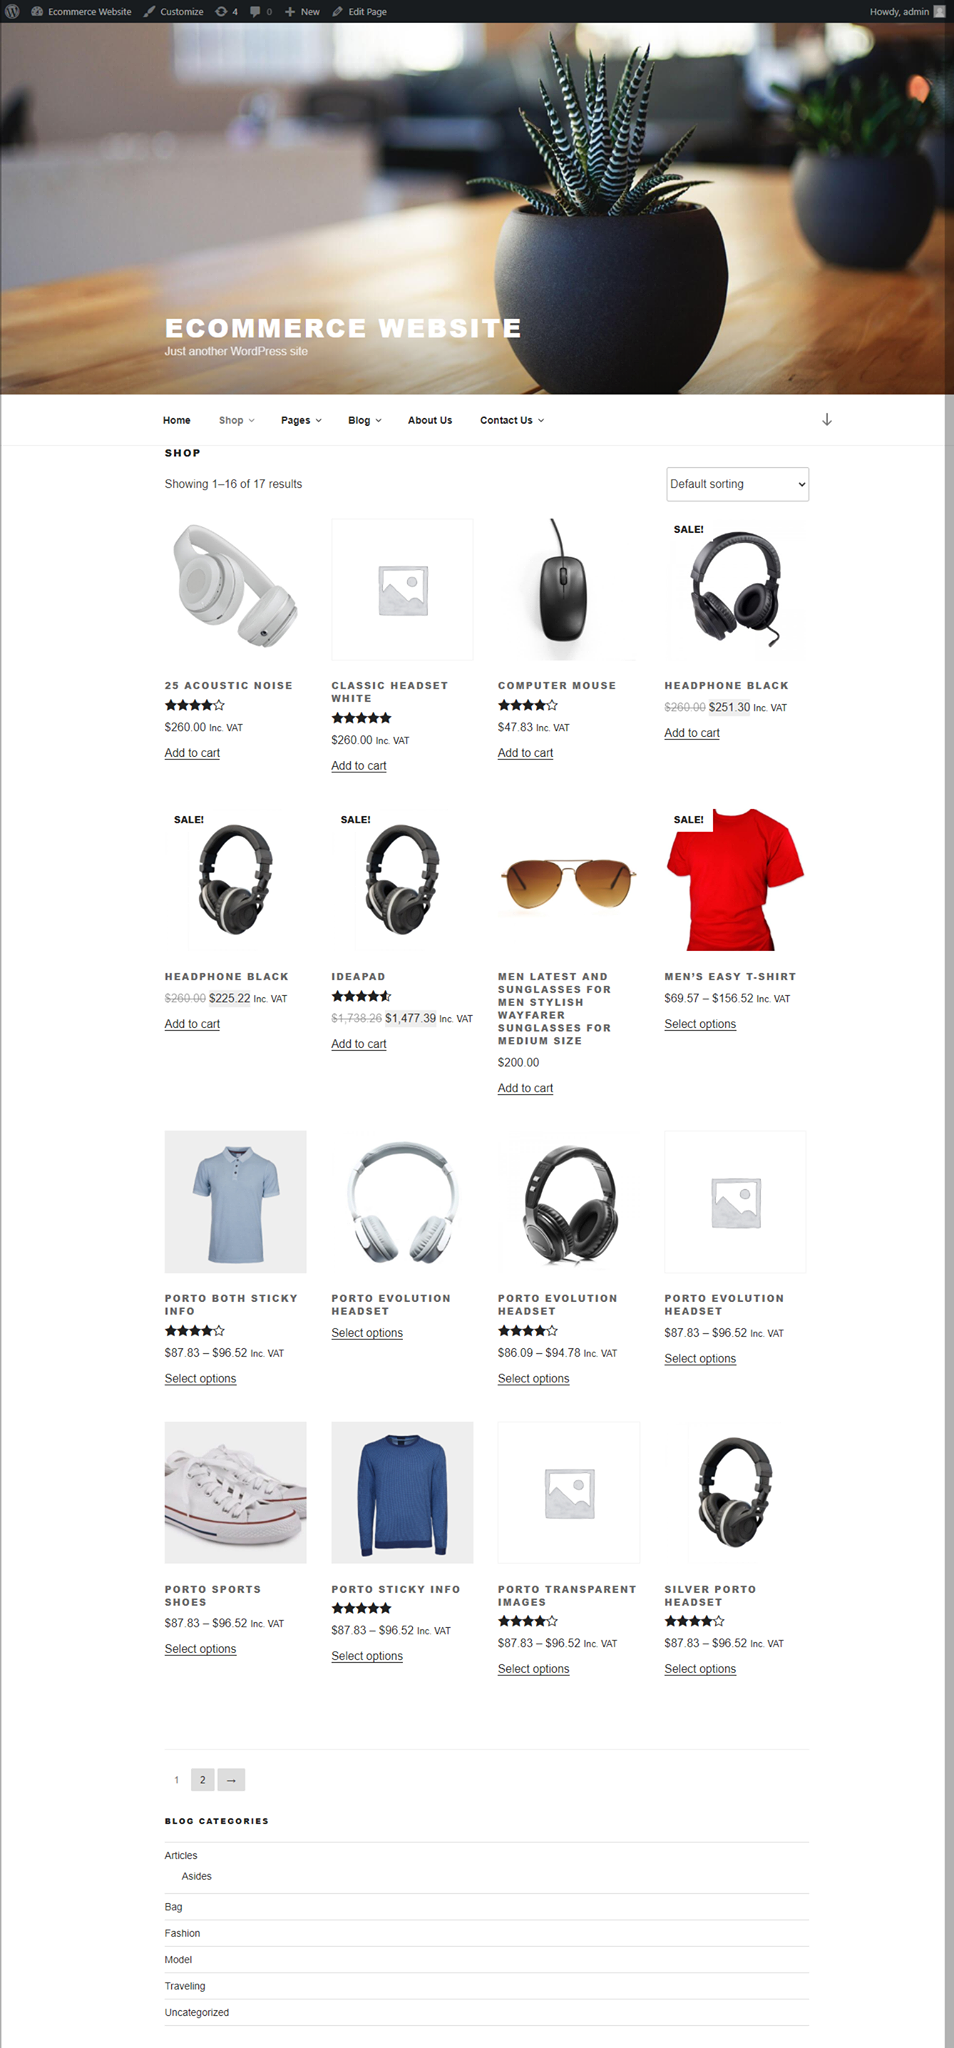 Ecommerce Website Customize 4 0 New Edit Page Howdy, admin
ECOMMERCE WEBSITE
Just another WordPress site
Home Shop Pages Blog About Us Contact Us
SHOP
Showing 1–16 of 17 results Default sorting
SALE!
25 ACOUSTIC NOISE
$260.00 Inc. VAT
Add to cart
CLASSIC HEADSET
WHITE
$260.00 Inc. VAT
Add to cart
COMPUTER MOUSE
$47.83 Inc. VAT
Add to cart
HEADPHONE BLACK
$260.00 $251.30 Inc. VAT
Add to cart
SALE!
SALE!
SALE!
HEADPHONE BLACK
$260.00 $225.22 Inc. VAT
Add to cart
IDEAPAD
$1,738.26 $1,477.39 Inc. VAT
Add to cart
MEN LATEST AND
SUNGLASSES FOR
MEN STYLISH
WAYFARER
SUNGLASSES FOR
MEDIUM SIZE
$200.00
Add to cart
MEN'S EASY T-SHIRT
$69.57 – $156.52 Inc. VAT
Select options
PORTO BOTH STICKY
INFO
$87.83 – $96.52 Inc. VAT
Select options
PORTO EVOLUTION
HEADSET
Select options
PORTO EVOLUTION
HEADSET
$86.09 – $94.78 Inc. VAT
Select options
PORTO EVOLUTION
HEADSET
$87.83 – $96.52 Inc. VAT
Select options
PORTO SPORTS
SHOES
$87.83 – $96.52 Inc. VAT
Select options
PORTO STICKY INFO
$87.83 – $96.52 Inc. VAT
Select options
PORTO TRANSPARENT
IMAGES
$87.83 – $96.52 Inc. VAT
Select options
SILVER PORTO
HEADSET
$87.83 – $96.52 Inc. VAT
Select options
1 2 →
BLOG CATEGORIES
Articles
Asides
Bag
Fashion
Model
Traveling
Uncategorized